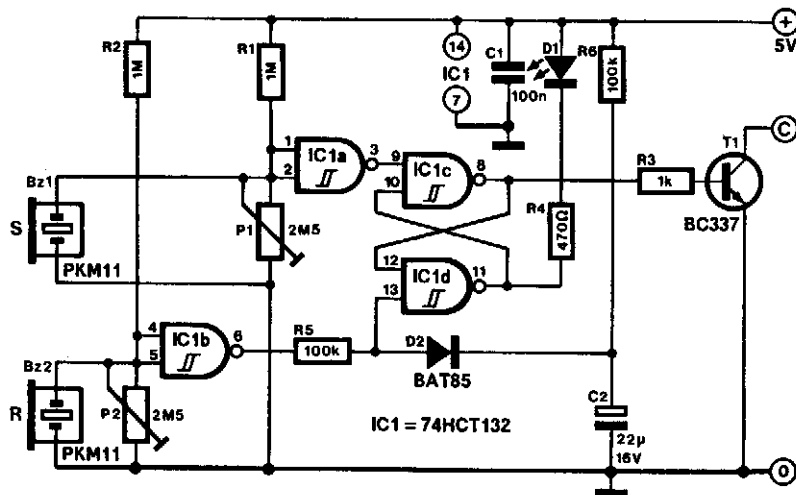 R2
1M
R1
1M
14
IC1
7
C1
100n
D1
R6
100k
+
5V
C
T1
BC337
R3
1k
1
2
IC1a
3
9
10
IC1c
8
Bz1
S
PKM11
P1
2M5
12
13
IC1d
11
R4
470Ω
4
5
IC1b
6
R5
100k
D2
BAT85
Bz2
R
PKM11
P2
2M5
IC1 = 74HCT132
C2
22µ
16V
0